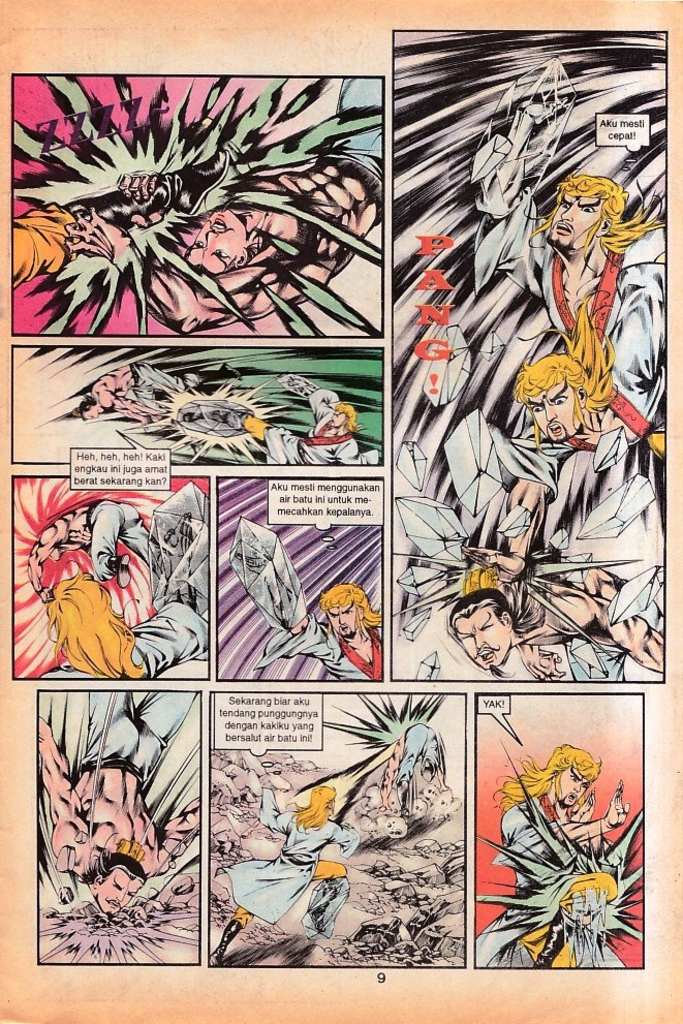 ZZZZ~
Heh, heh, heh! Kaki
engkau ini juga amat
berat sekarang kan?
Aku mesti menggunakan
air batu ini untuk me-
mecahkan kepalanya.
Aku mesti
cepat!
PANG!
Sekarang biar aku
tendang punggungnya
dengan kakiku yang
bersalut air batu ini!
YAK!
9